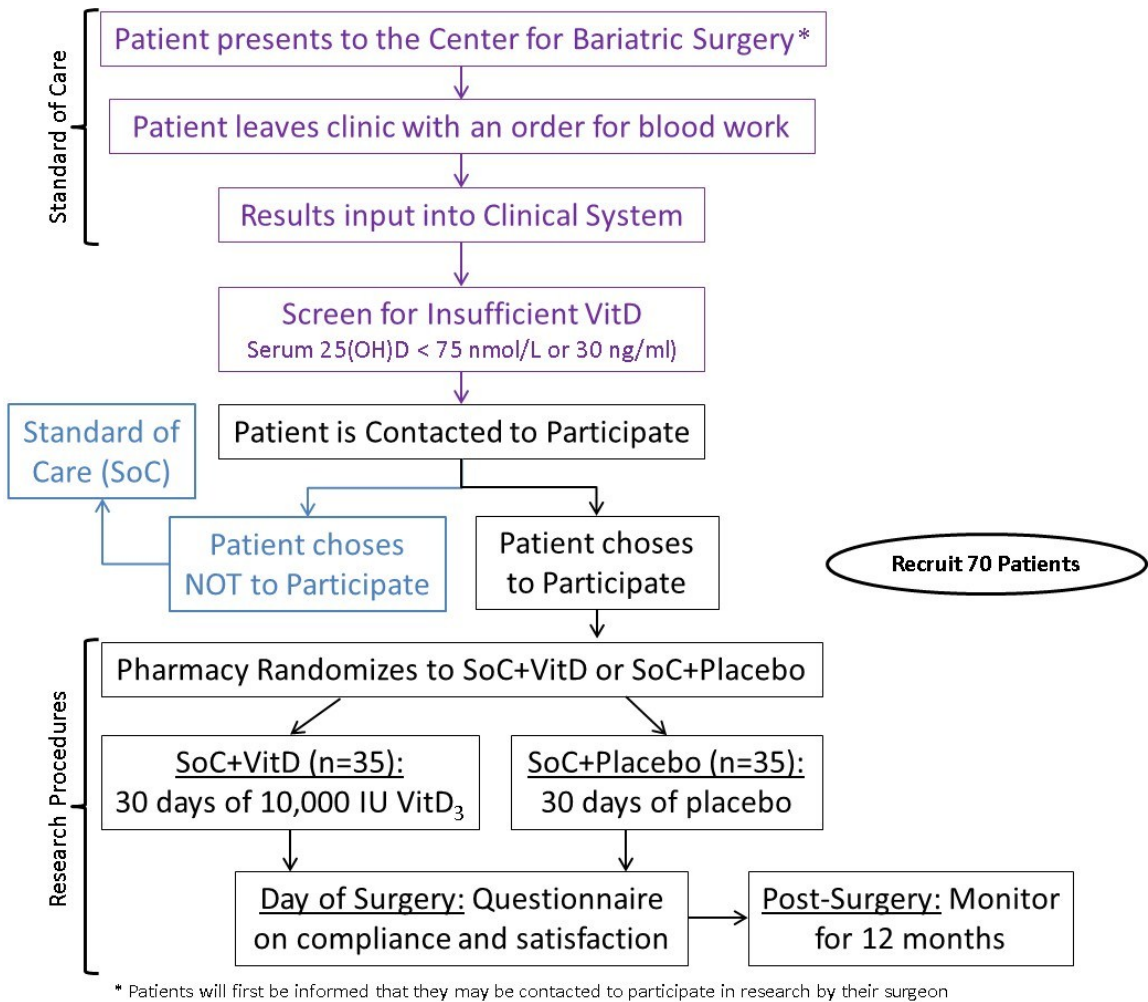 Standard of Care
Patient presents to the Center for Bariatric Surgery*
Patient leaves clinic with an order for blood work
Results input into Clinical System
Screen for Insufficient VitD
Serum 25(OH)D < 75 nmol/L or 30 ng/ml)
Patient is Contacted to Participate
Standard of
Care (SoC)
Patient choses
NOT to Participate
Patient choses
to Participate
Recruit 70 Patients
Research Procedures
Pharmacy Randomizes to SoC+VitD or SoC+Placebo
SoC+VitD (n=35):
30 days of 10,000 IU VitD₃
SoC+Placebo (n=35):
30 days of placebo
Day of Surgery: Questionnaire
on compliance and satisfaction
Post-Surgery: Monitor
for 12 months
* Patients will first be informed that they may be contacted to participate in research by their surgeon